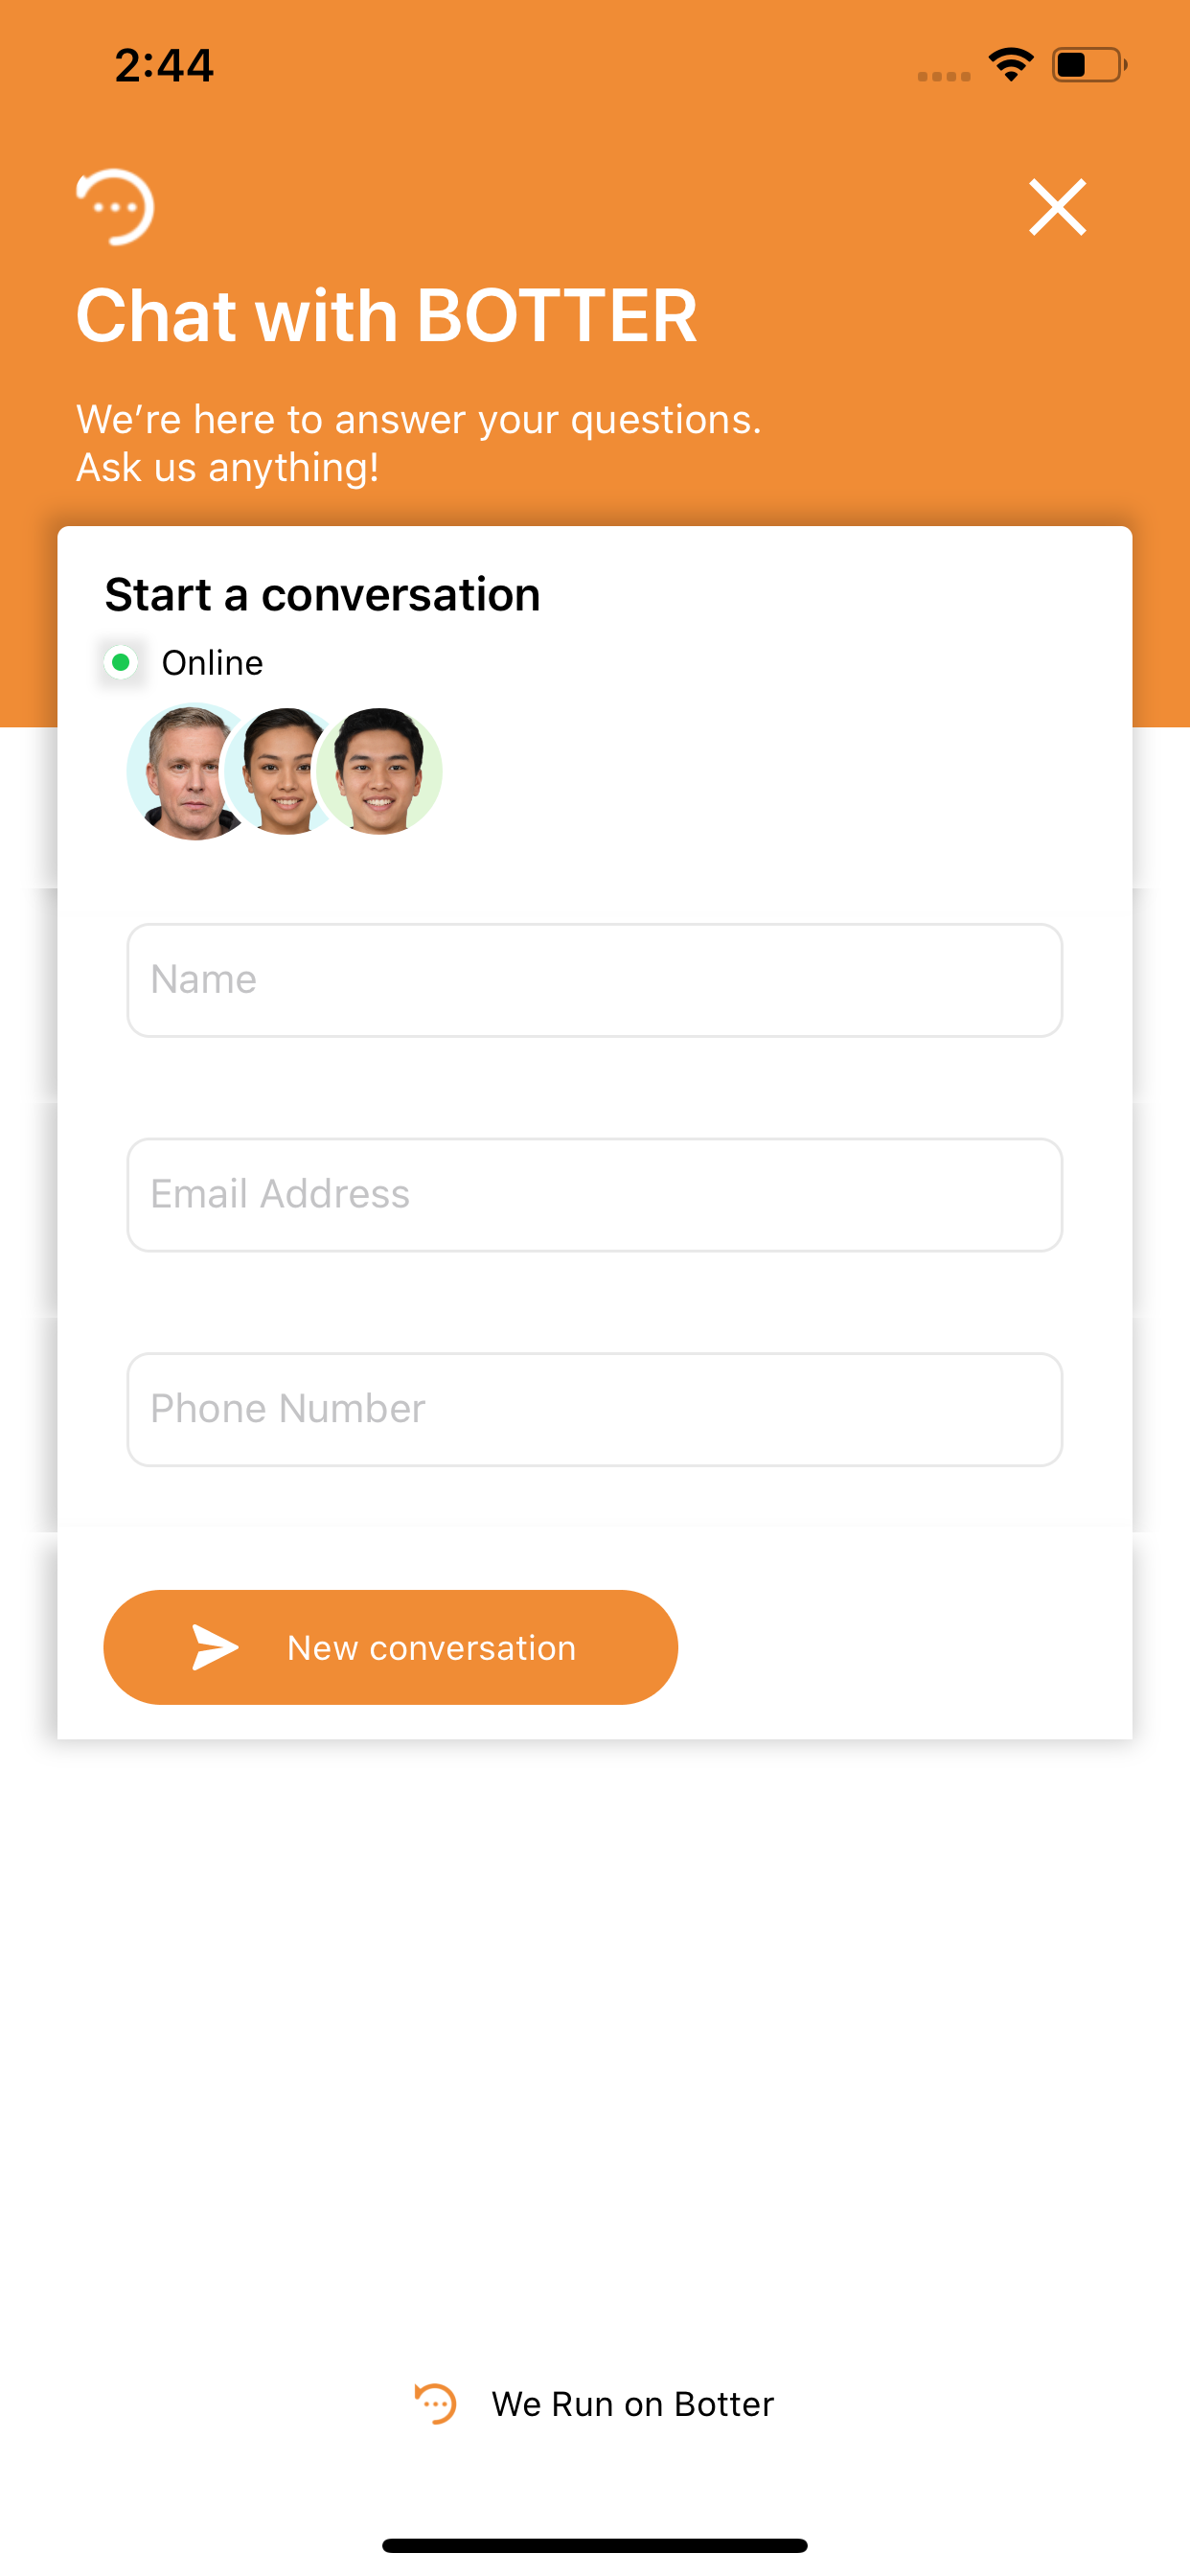 2:44
Chat with BOTTER
We’re here to answer your questions.
Ask us anything!
Start a conversation
Online
Name
Email Address
Phone Number
New conversation
We Run on Botter